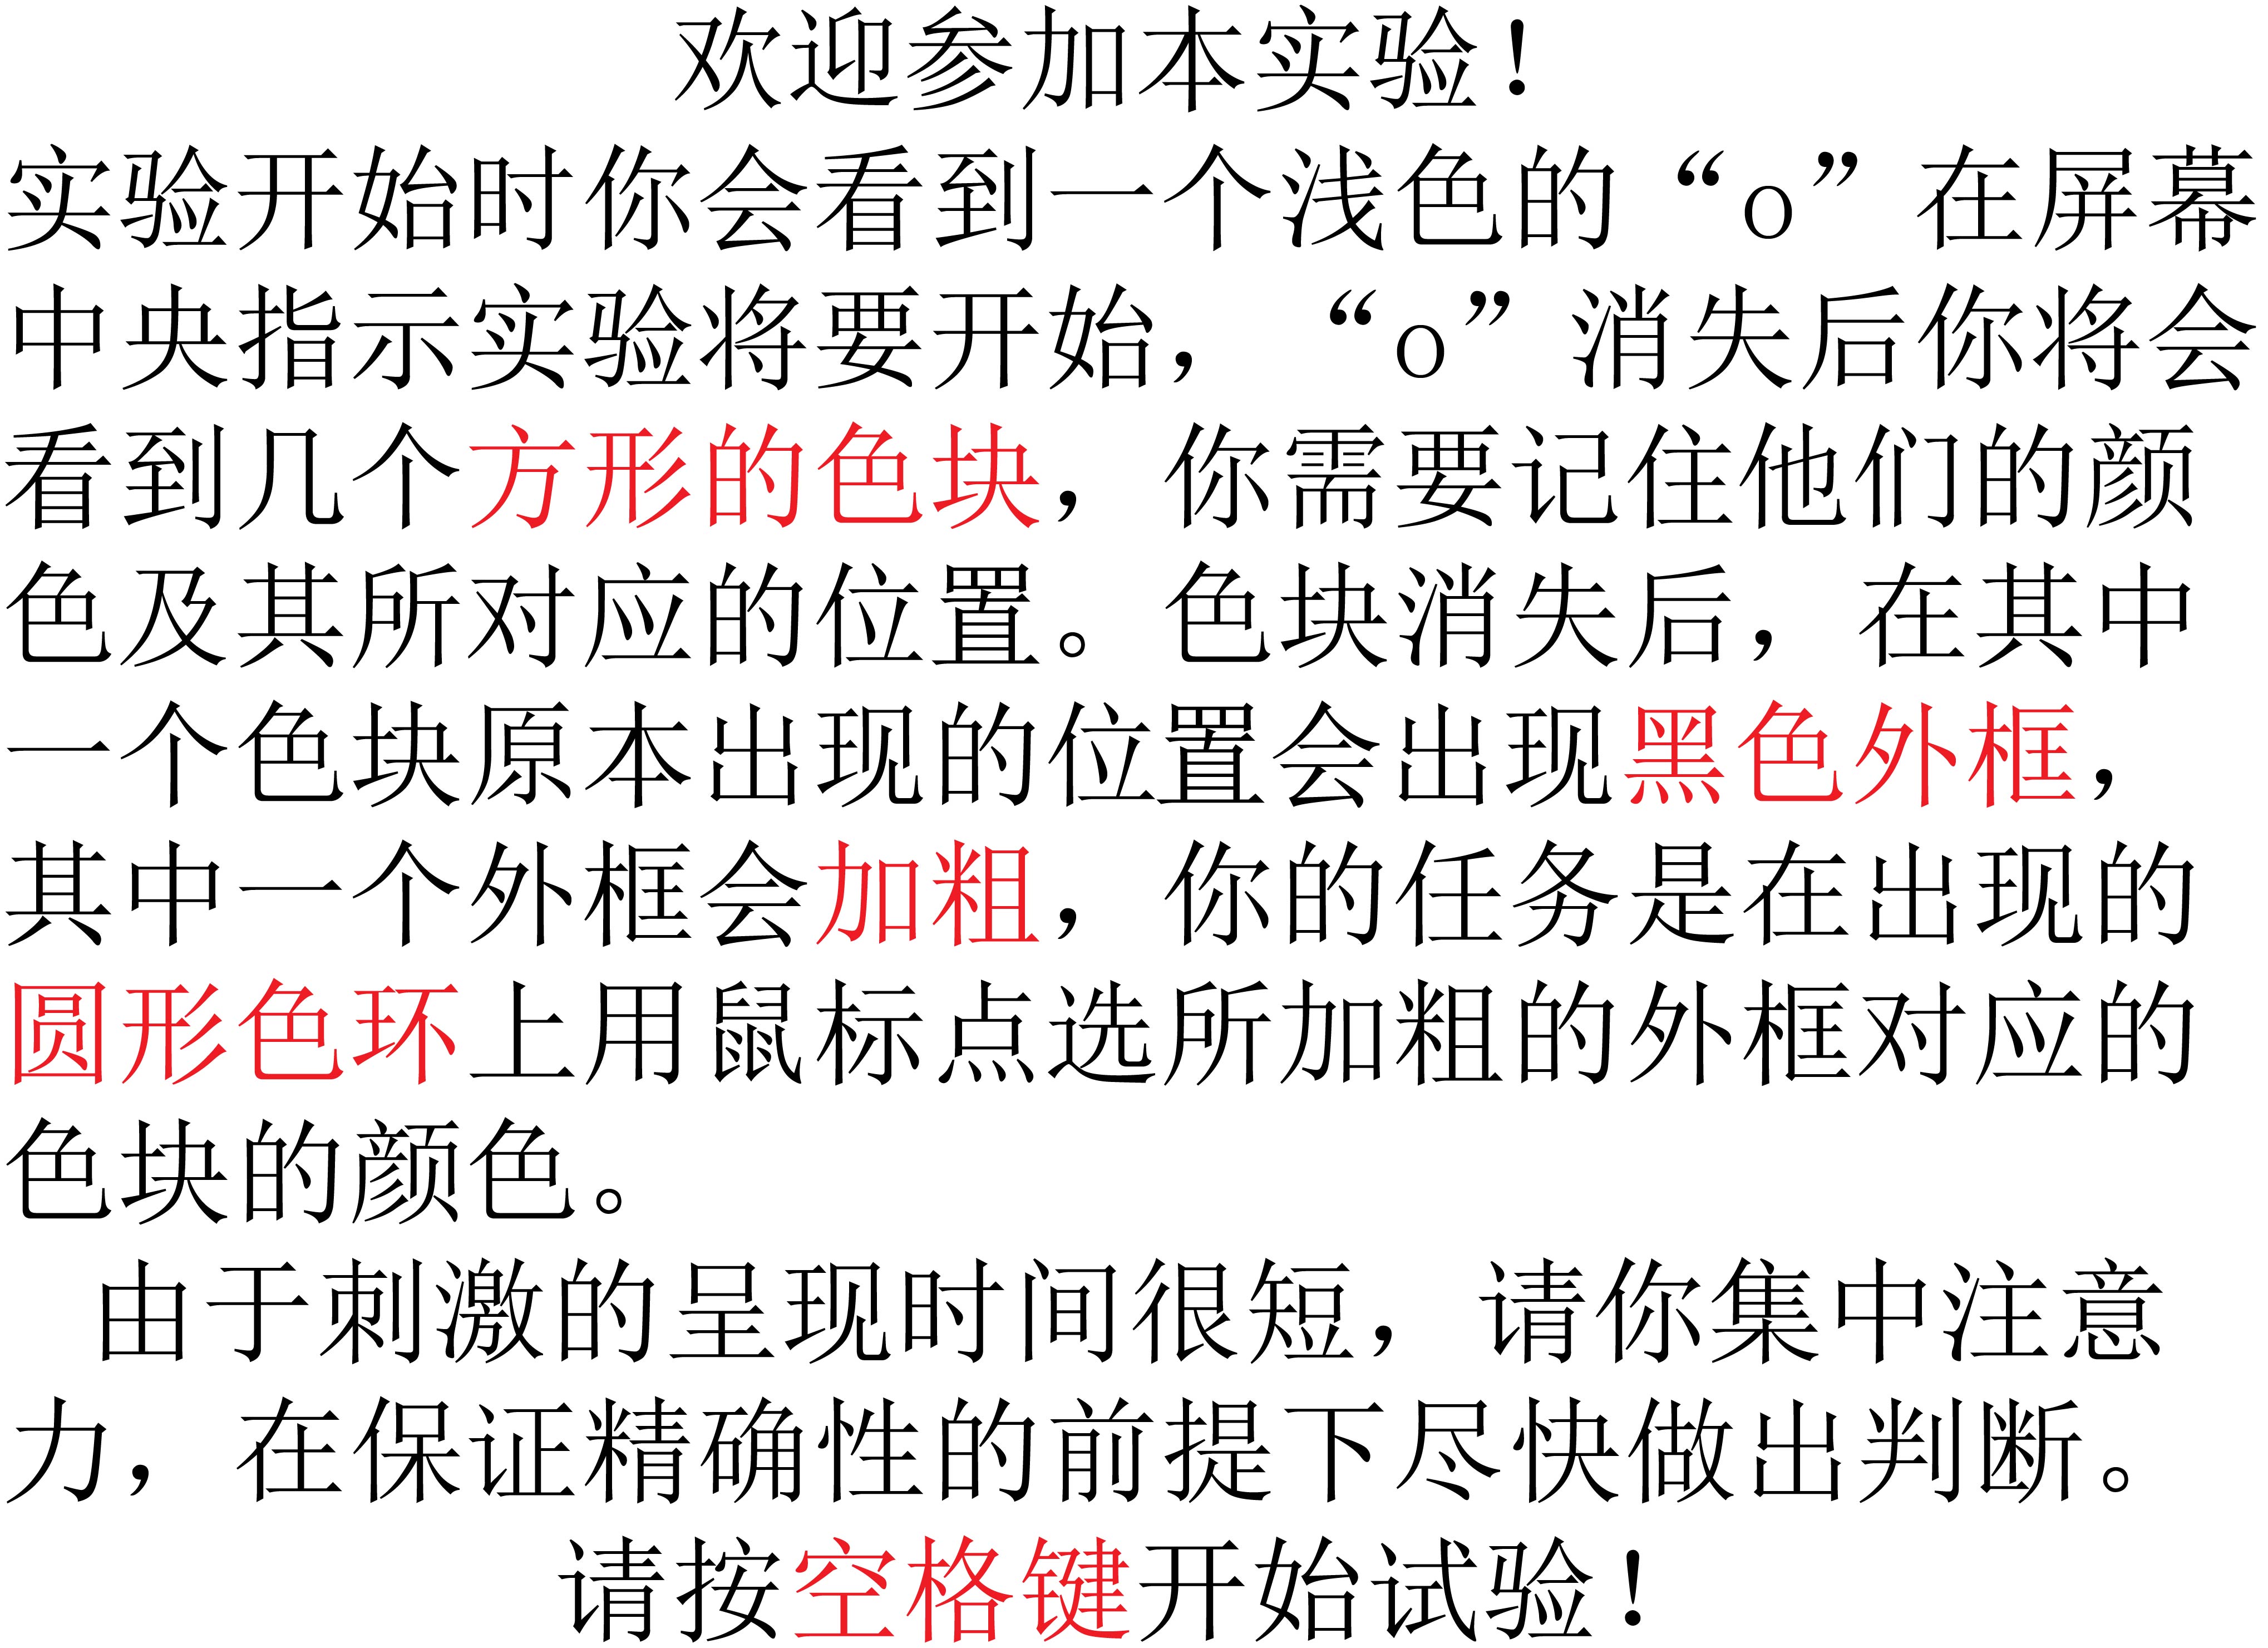 欢迎参加本实验！
实验开始时你会看到一个浅色的“o”在屏幕
中央指示实验将要开始，“o”消失后你将会
看到几个方形的色块，你需要记住他们的颜
色及其所对应的位置。色块消失后，在其中
一个色块原本出现的位置会出现黑色外框，
其中一个外框会加粗，你的任务是在出现的
圆形色环上用鼠标点选所加粗的外框对应的
色块的颜色。
由于刺激的呈现时间很短，请你集中注意
力，在保证精确性的前提下尽快做出判断。
请按空格键开始试验！